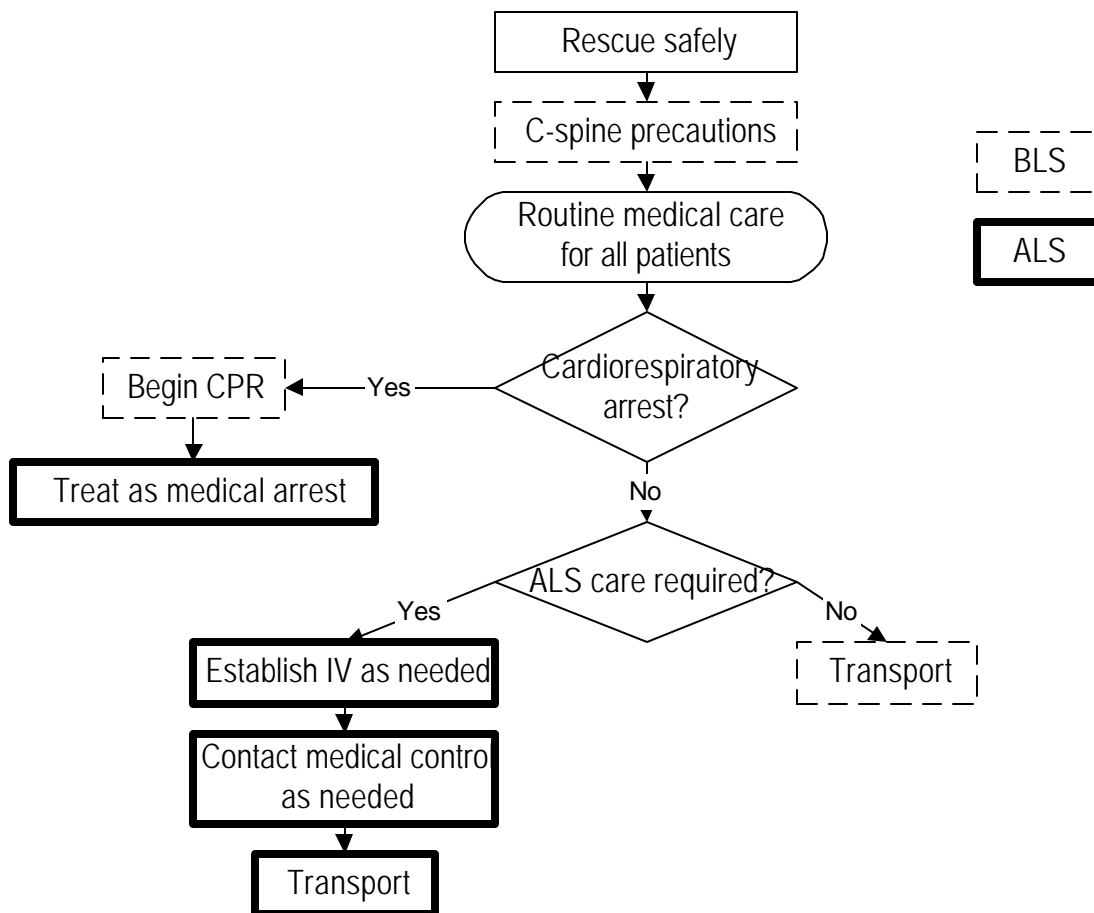 Rescue safely
C-spine precautions
BLS
Routine medical care
for all patients
ALS
Cardiorespiratory
arrest?
Yes
Begin CPR
Treat as medical arrest
No
ALS care required?
Yes
No
Establish IV as needed
Transport
Contact medical control
as needed
Transport